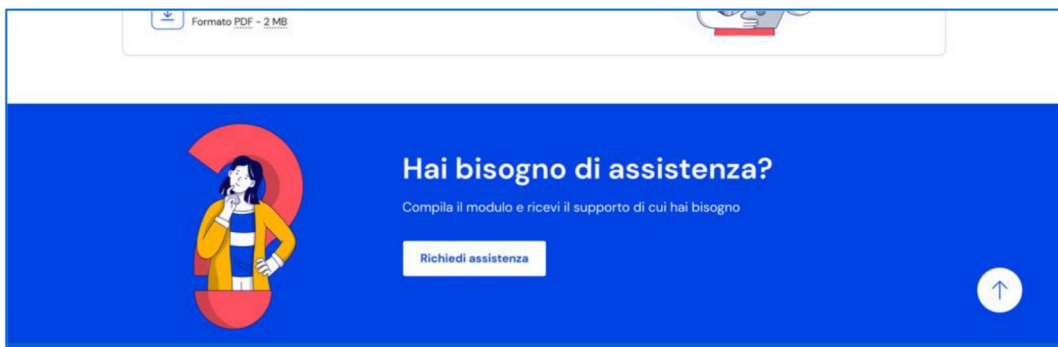 Formato PDF - 2 MB
Hai bisogno di assistenza?
Compila il modulo e ricevi il supporto di cui hai bisogno
Richiedi assistenza